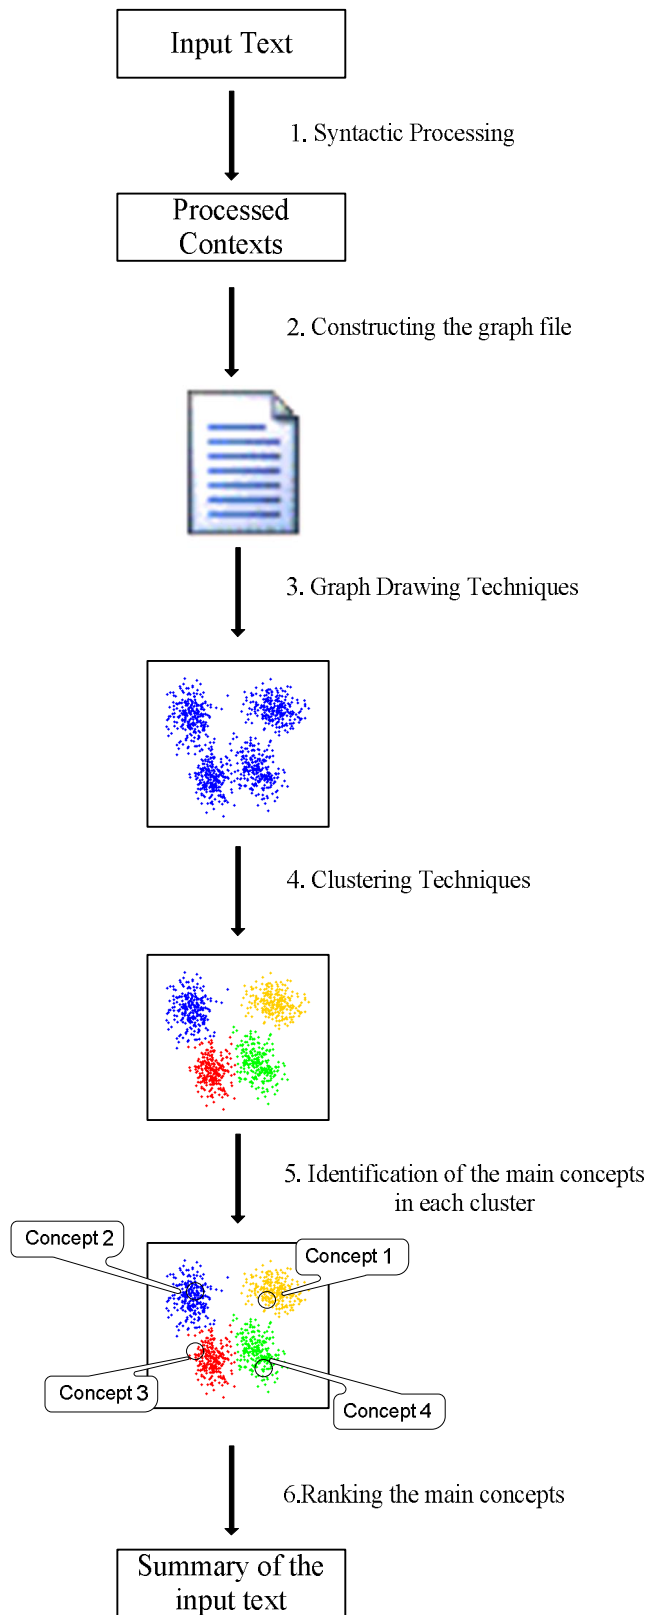 Input Text
1. Syntactic Processing
Processed
Contexts
2. Constructing the graph file
3. Graph Drawing Techniques
4. Clustering Techniques
5. Identification of the main concepts
in each cluster
Concept 2
Concept 1
Concept 3
Concept 4
6.Ranking the main concepts
Summary of the
input text